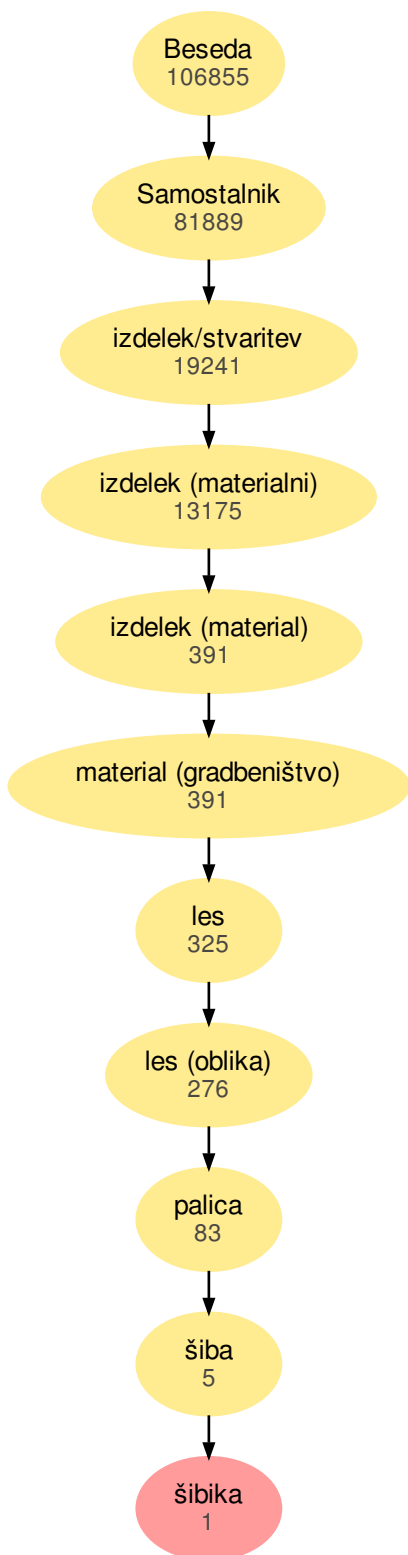 Beseda
106855
Samostalnik
81889
izdelek/stvaritev
19241
izdelek (materialni)
13175
izdelek (material)
391
material (gradbeništvo)
391
les
325
les (oblika)
276
palica
83
šiba
5
šibika
1